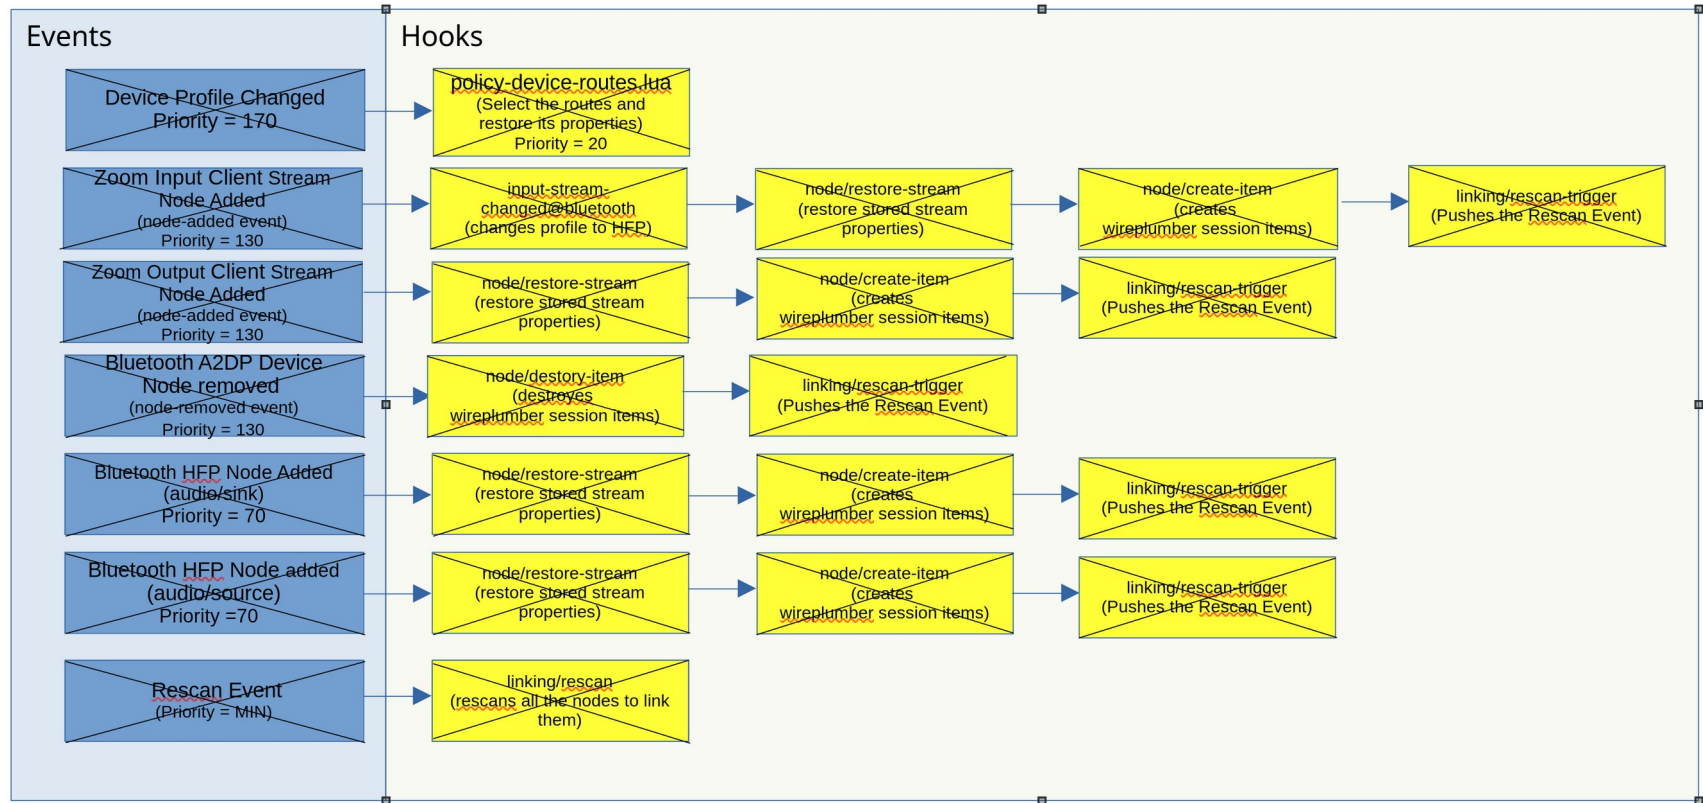 Events
Hooks
Device Profile Changed
Priority = 170
policy-device-routes.lua
(Select the routes and
restore its properties)
Priority = 20
Zoom Input Client Stream
Node Added
(node-added event)
Priority = 130
input-stream-
changed@bluetooth
(changes profile to HFP)
node/restore-stream
(restore stored stream
properties)
node/create-item
(creates
wireplumber session items)
linking/rescan-trigger
(Pushes the Rescan Event)
Zoom Output Client Stream
Node Added
(node-added event)
Priority = 130
node/restore-stream
(restore stored stream
properties)
node/create-item
(creates
wireplumber session items)
linking/rescan-trigger
(Pushes the Rescan Event)
Bluetooth A2DP Device
Node removed
(node-removed event)
Priority = 130
node/destory-item
(destroyes
wireplumber session items)
linking/rescan-trigger
(Pushes the Rescan Event)
Bluetooth HFP Node Added
(audio/sink)
Priority = 70
node/restore-stream
(restore stored stream
properties)
node/create-item
(creates
wireplumber session items)
linking/rescan-trigger
(Pushes the Rescan Event)
Bluetooth HFP Node added
(audio/source)
Priority =70
node/restore-stream
(restore stored stream
properties)
node/create-item
(creates
wireplumber session items)
linking/rescan-trigger
(Pushes the Rescan Event)
Rescan Event
(Priority = MIN)
linking/rescan
(rescans all the nodes to link
them)